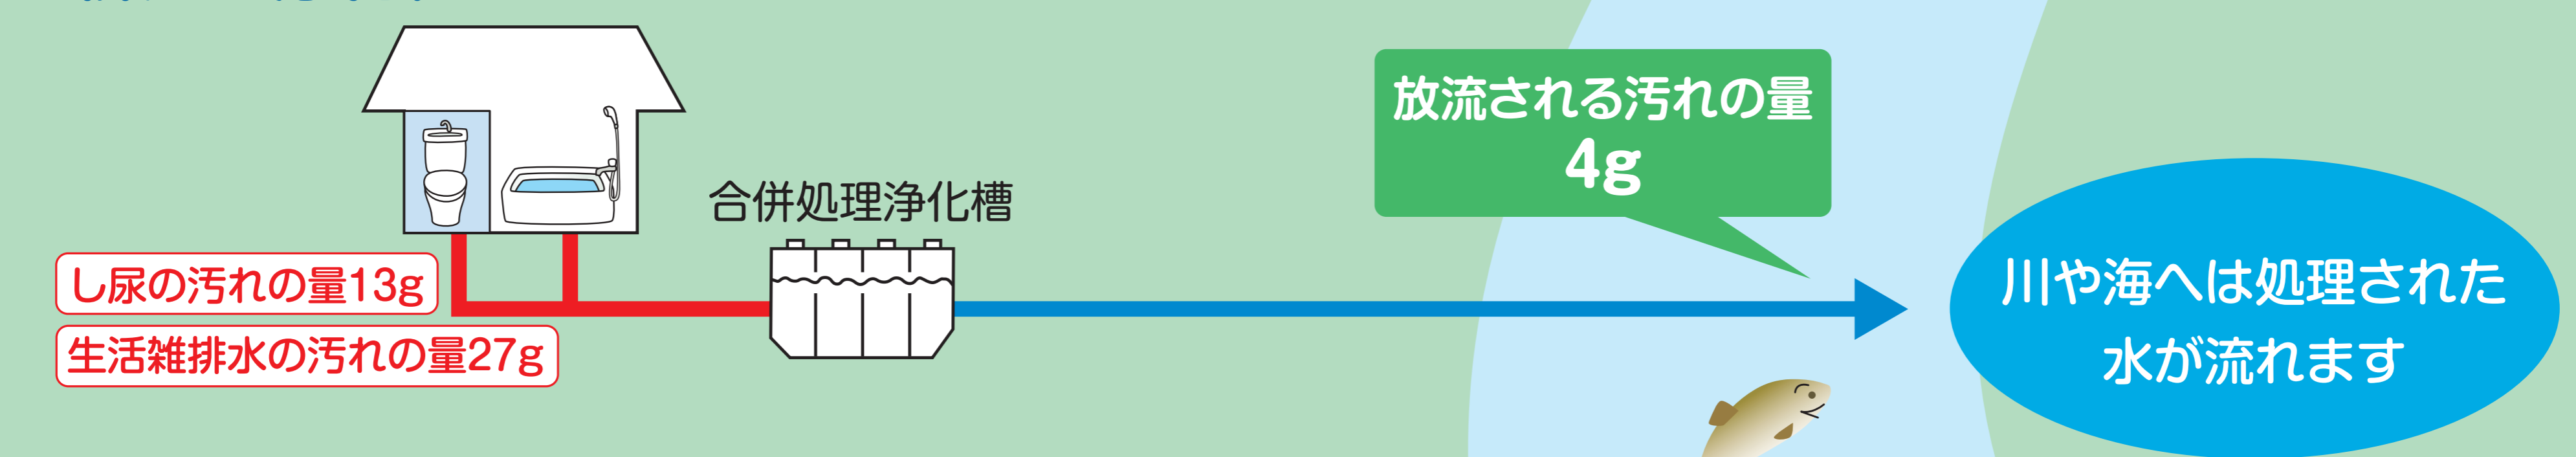 合併処理浄化槽
し尿の汚れの量13g
生活雑排水の汚れの量27g
放流される汚れの量
4g
川や海へは処理された
水が流れます